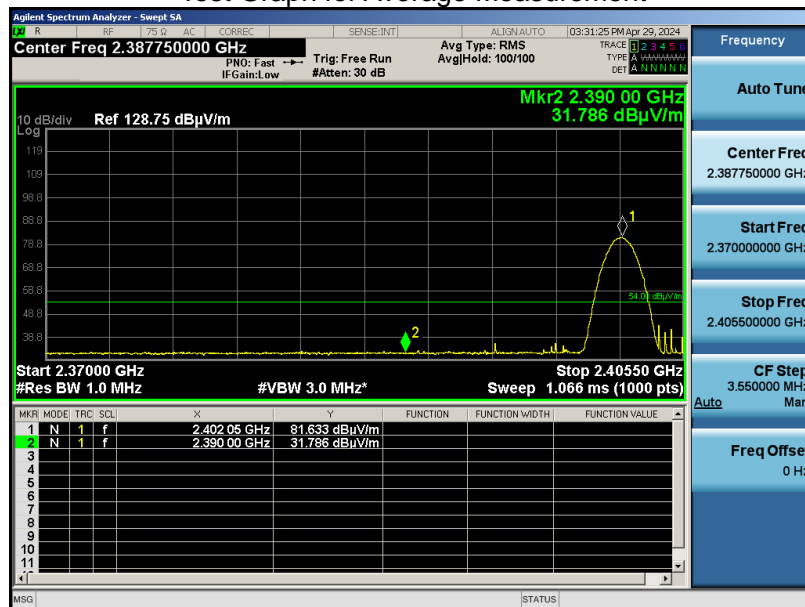 Test Graph for Average Measurement
Agilent Spectrum Analyzer - Swept SA
LXI R RF 75 Ω AC CORREC SENSE:INT ALIGN AUTO 03:31:25 PM Apr 29, 2024
Center Freq 2.387750000 GHz
PNO: Fast
IFGain:Low
Trig: Free Run
#Atten: 30 dB
Avg Type: RMS
Avg|Hold: 100/100
TRACE 1 2 3 4 5 6
TYPE A WWWWW
DET A N N N N N
Mkr2 2.390 00 GHz
31.786 dBµV/m
10 dB/div Ref 128.75 dBµV/m
Log
119
109
98.8
88.8
78.8
68.8
58.8
48.8
38.8
1
2
54.00 dBµV/m
Start 2.37000 GHz Stop 2.40550 GHz
#Res BW 1.0 MHz #VBW 3.0 MHz* Sweep 1.066 ms (1000 pts)
MKR MODE TRC SCL X Y FUNCTION FUNCTION WIDTH FUNCTION VALUE
1 N 1 f 2.402 05 GHz 81.633 dBµV/m
2 N 1 f 2.390 00 GHz 31.786 dBµV/m
3
4
5
6
7
8
9
10
11
MSG STATUS
Frequency
Auto Tune
Center Freq
2.387750000 GHz
Start Freq
2.370000000 GHz
Stop Freq
2.405500000 GHz
CF Step
3.550000 MHz
Auto Man
Freq Offset
0 Hz